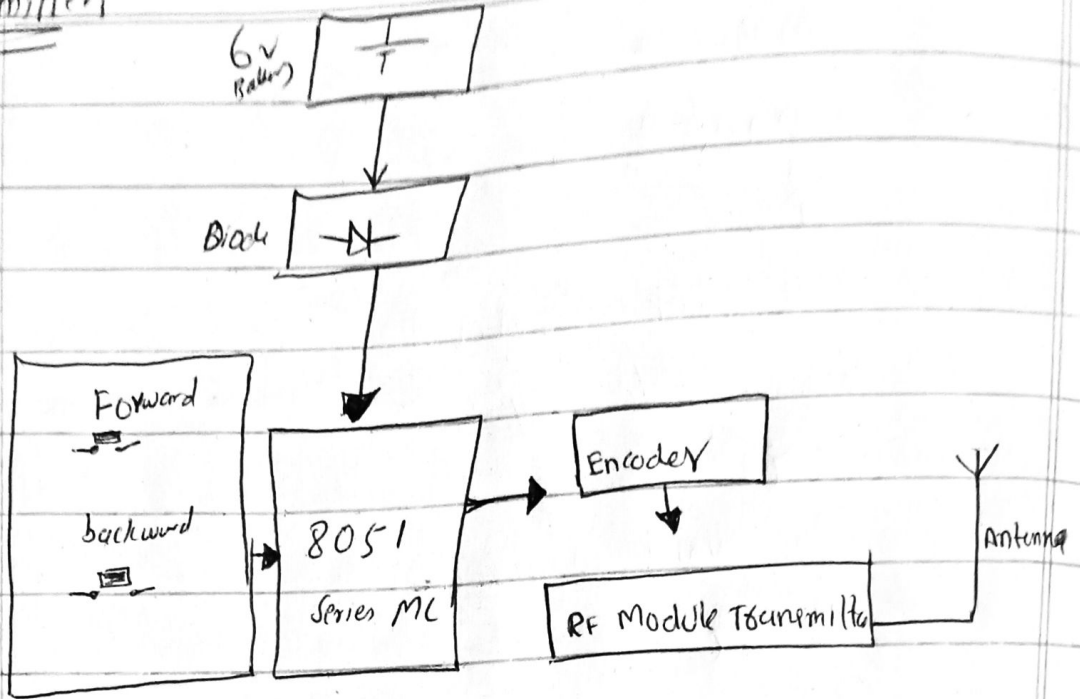 6v
Battery
Diode
Forward
backward
8051
Series MC
Encoder
RF Module Transmitter
Antenna